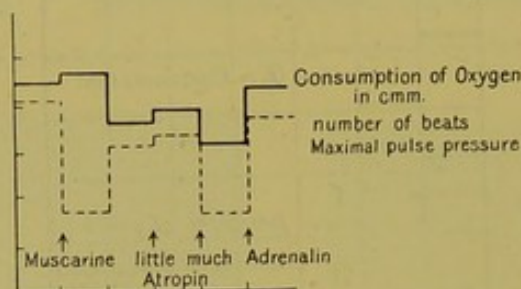 Consumption of Oxygen
in cmm.
number of beats
Maximal pulse pressure
Muscarine little much Adrenalin
Atropin